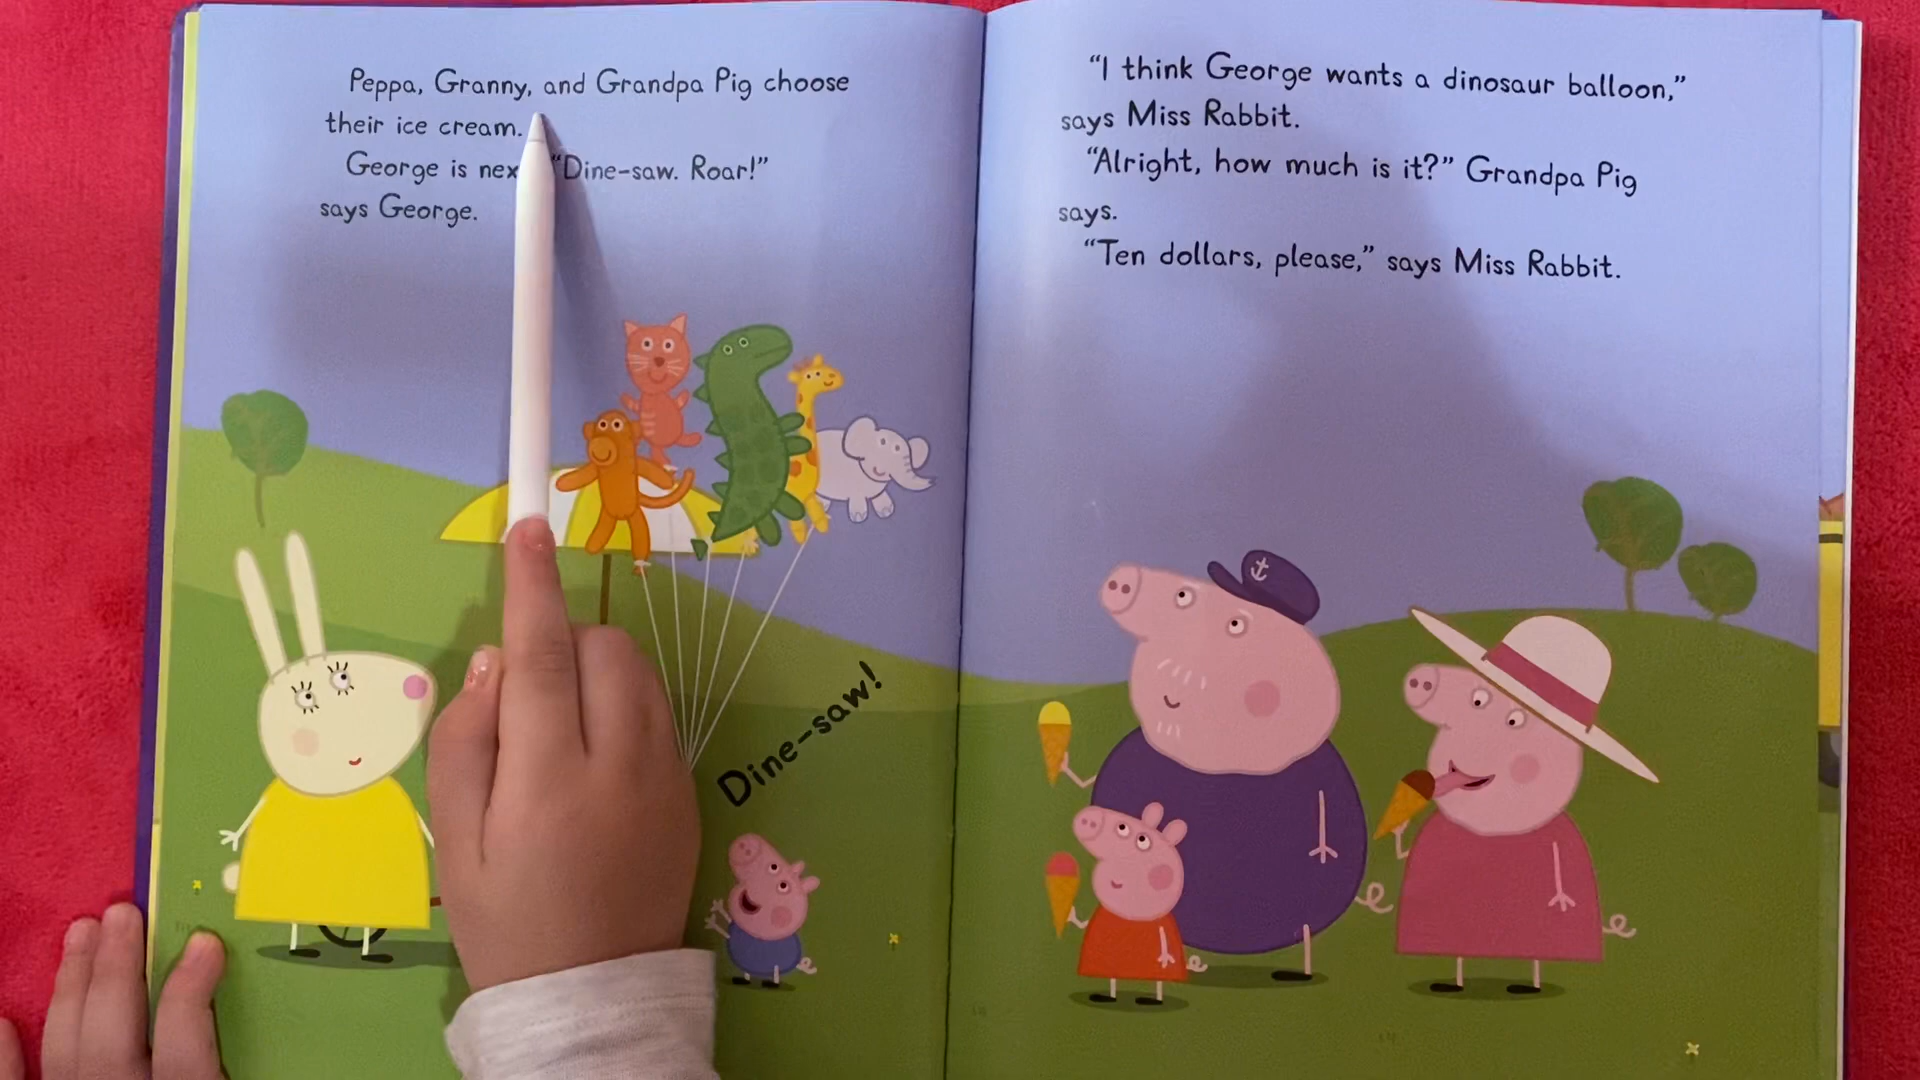 Peppa, Granny, and Grandpa Pig choose
their ice cream.
George is nex "Dine-saw. Roar!"
says George.
Dine-saw!
“I think George wants a dinosaur balloon,”
says Miss Rabbit.
“Alright, how much is it?” Grandpa Pig
says.
“Ten dollars, please,” says Miss Rabbit.